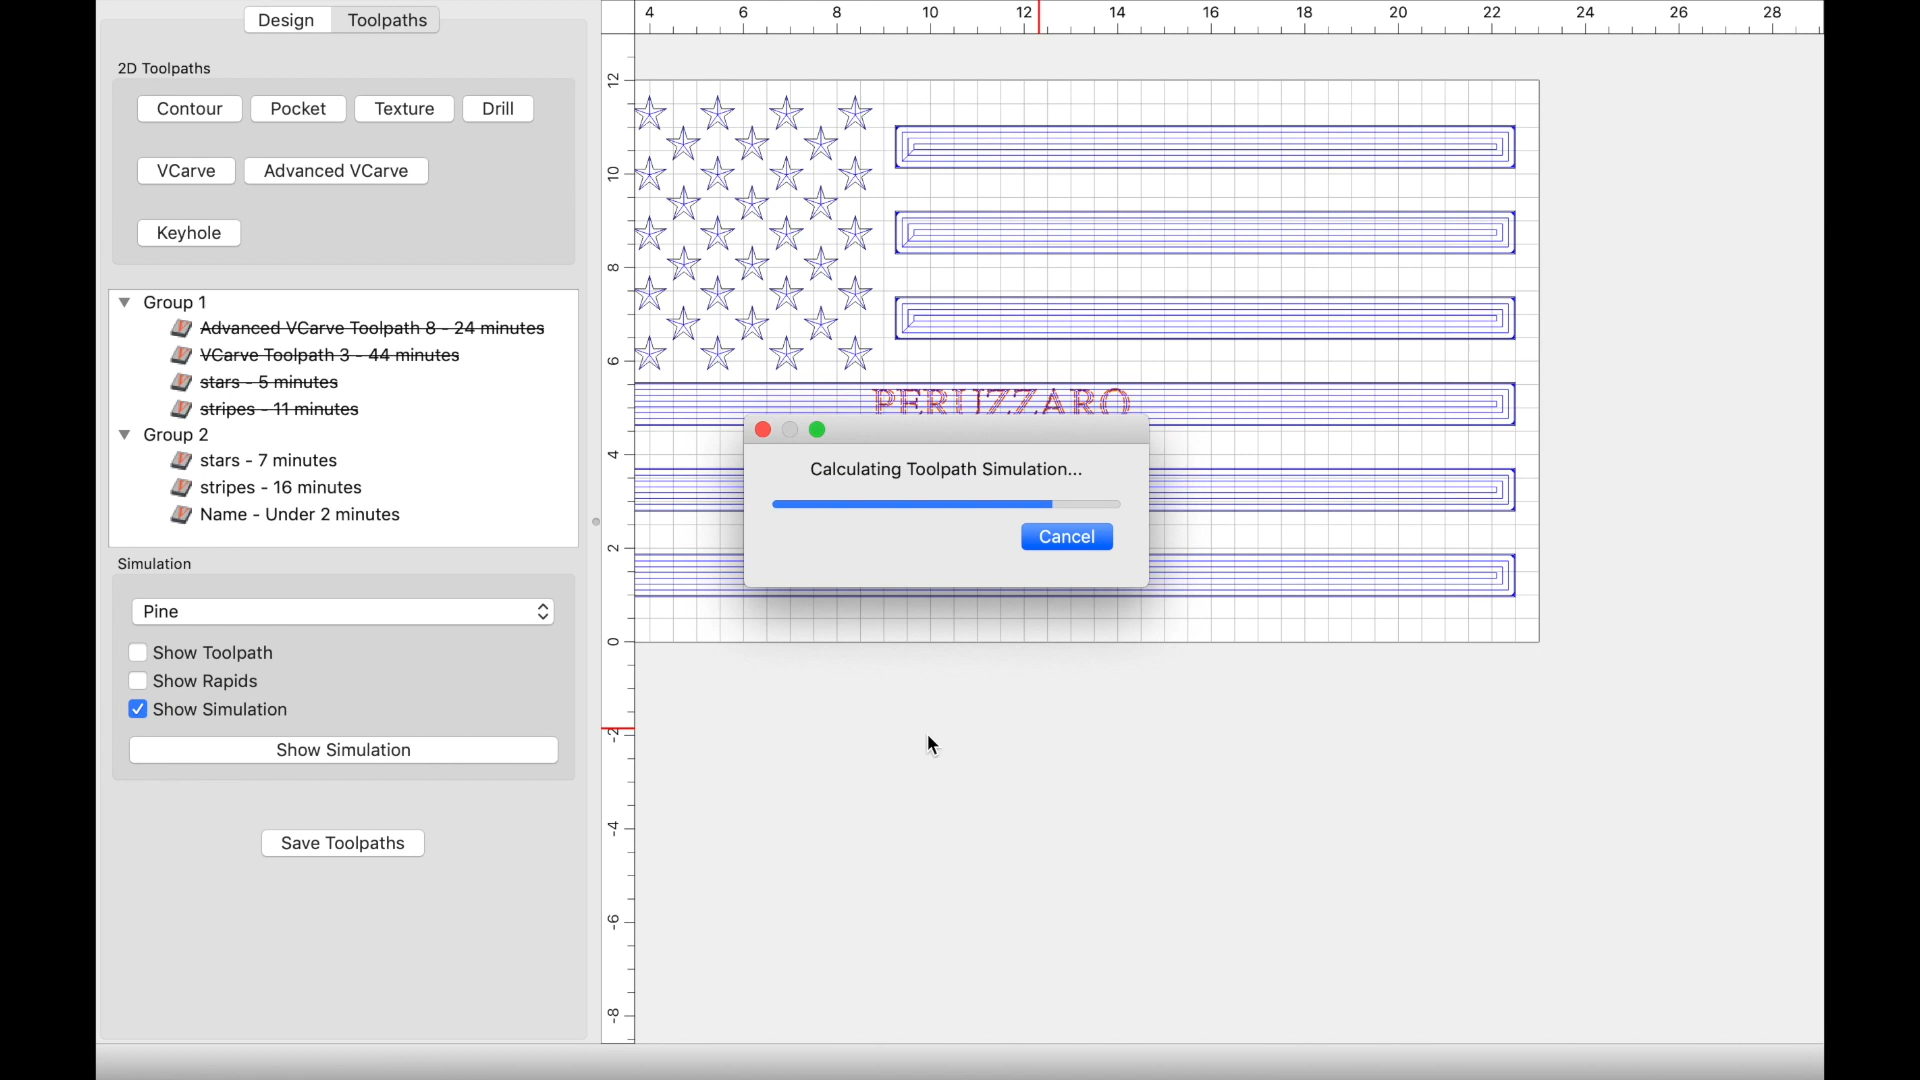 Design Toolpaths
4 6 8 10 12 14 16 18 20 22 24 26 28
2D Toolpaths
Contour Pocket Texture Drill
VCarve Advanced VCarve
Keyhole
Group 1
Advanced VCarve Toolpath 8 - 24 minutes
VCarve Toolpath 3 - 44 minutes
stars - 5 minutes
stripes - 11 minutes
Group 2
stars - 7 minutes
stripes - 16 minutes
Name - Under 2 minutes
Simulation
Pine
Show Toolpath
Show Rapids
Show Simulation
Show Simulation
Save Toolpaths
12
10
8
6
4
2
0
-2
-4
-6
-8
PERUZZARO
Calculating Toolpath Simulation...
Cancel